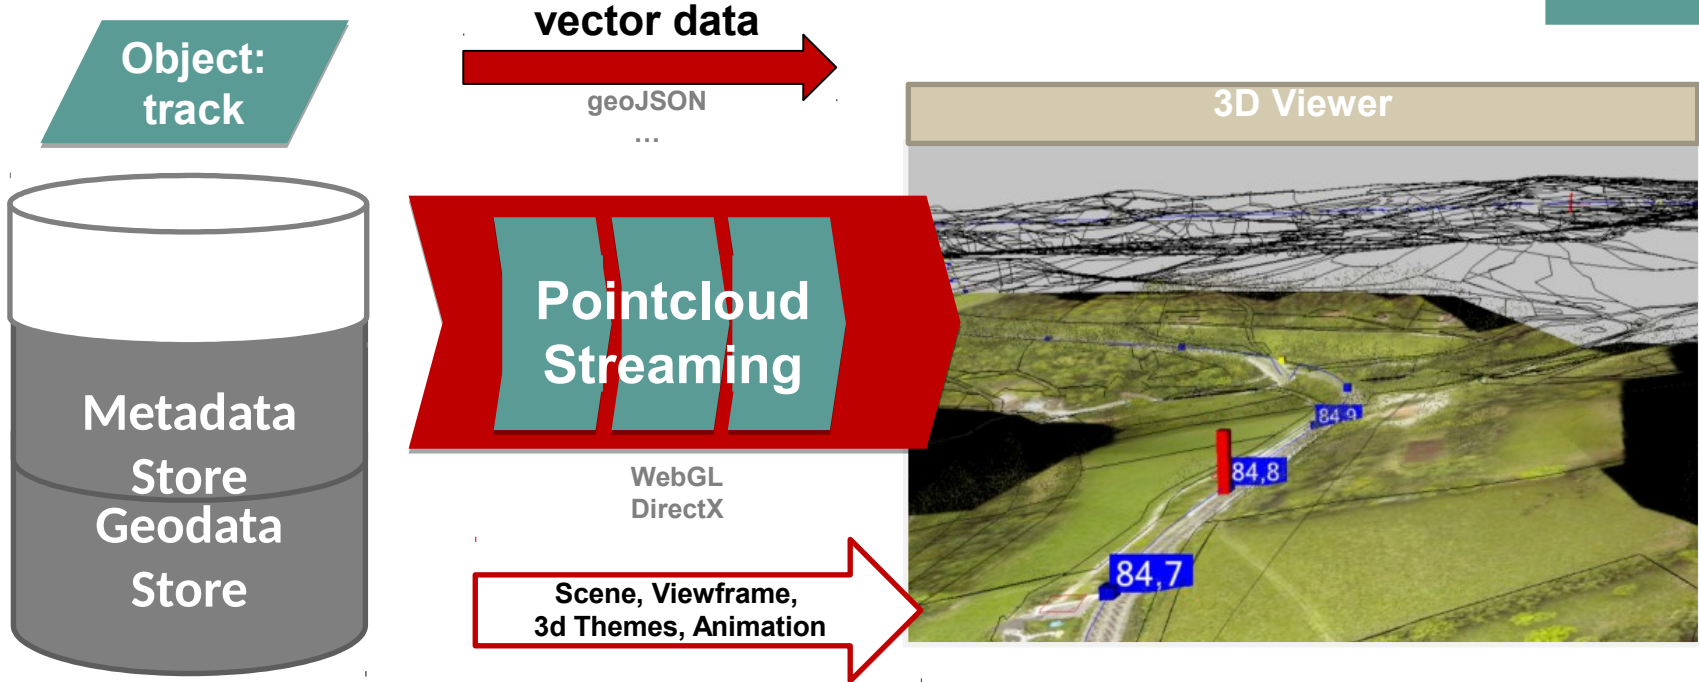 vector data
Object:
track
geoJSON
...
3D Viewer
Pointcloud
Streaming
Metadata
Store
Geodata
Store
WebGL
DirectX
Scene, Viewframe,
3d Themes, Animation
84,9
84,8
84,7